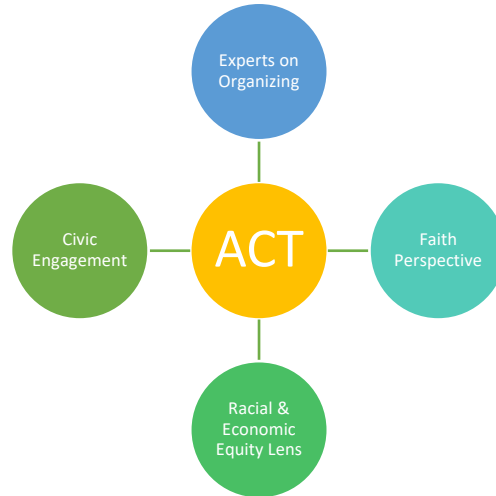 Experts on
Organizing
Civic
Engagement
ACT
Faith
Perspective
Racial &
Economic
Equity Lens